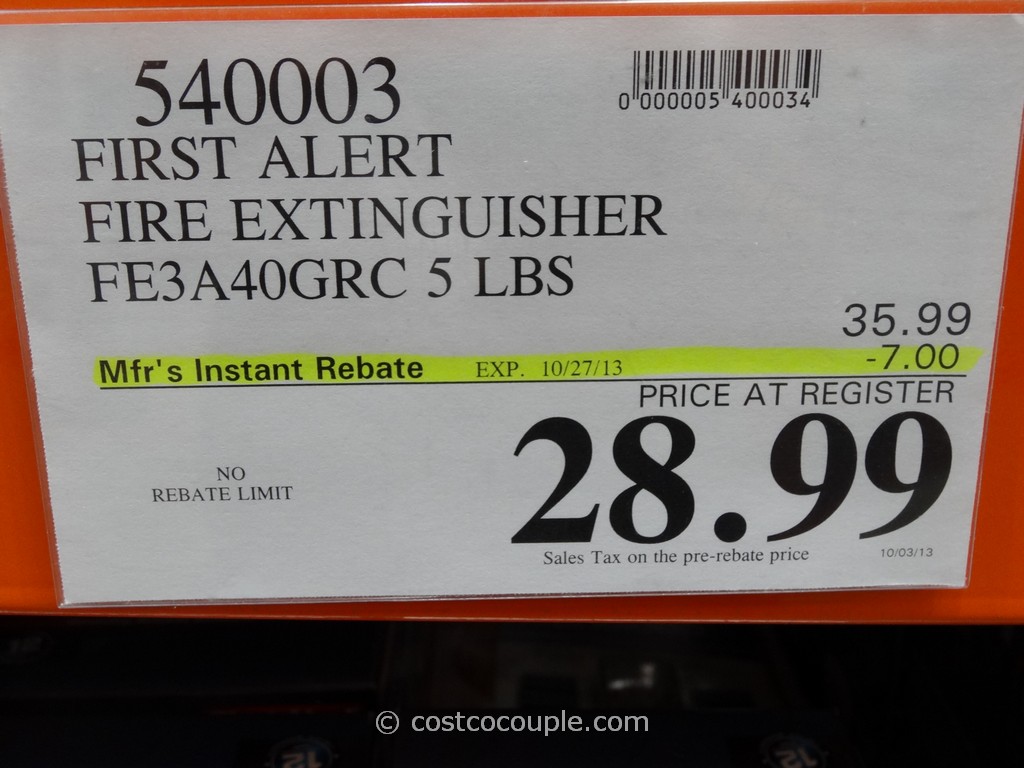 540003
0 000005 400034
FIRST ALERT
FIRE EXTINGUISHER
FE3A40GRC 5 LBS
35.99
Mfr's Instant Rebate EXP. 10/27/13 -7.00
PRICE AT REGISTER
28.99
NO
REBATE LIMIT
Sales Tax on the pre-rebate price 10/03/13
© costcocouple.com
12 12